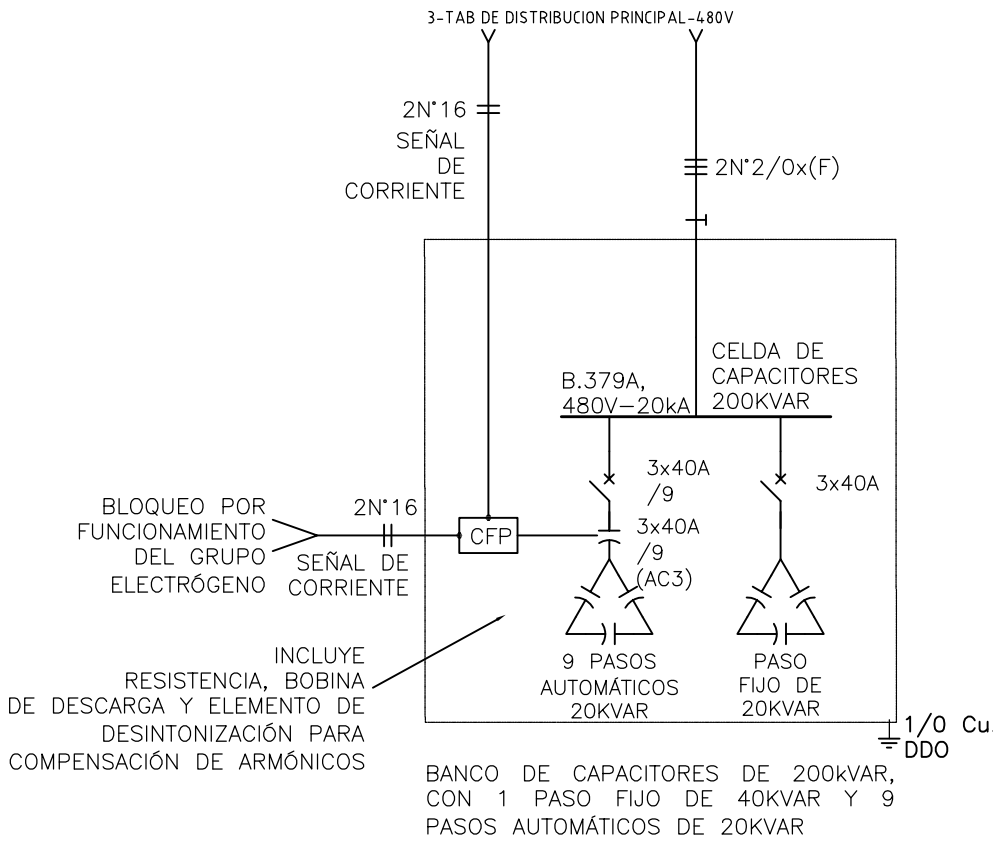 3-TAB DE DISTRIBUCION PRINCIPAL-480V
2N°16
SEÑAL
DE
CORRIENTE
2N°2/0x(F)
CELDA DE
CAPACITORES
200KVAR
B.379A,
480V-20kA
3x40A
/9
3x40A
3x40A
/9
(AC3)
BLOQUEO POR
FUNCIONAMIENTO
DEL GRUPO
ELECTRÓGENO
2N°16
SEÑAL DE
CORRIENTE
CFP
INCLUYE
RESISTENCIA, BOBINA
DE DESCARGA Y ELEMENTO DE
DESINTONIZACIÓN PARA
COMPENSACIÓN DE ARMÓNICOS
9 PASOS
AUTOMÁTICOS
20KVAR
PASO
FIJO DE
20KVAR
1/0 Cu.
DDO
BANCO DE CAPACITORES DE 200kVAR,
CON 1 PASO FIJO DE 40KVAR Y 9
PASOS AUTOMÁTICOS DE 20KVAR